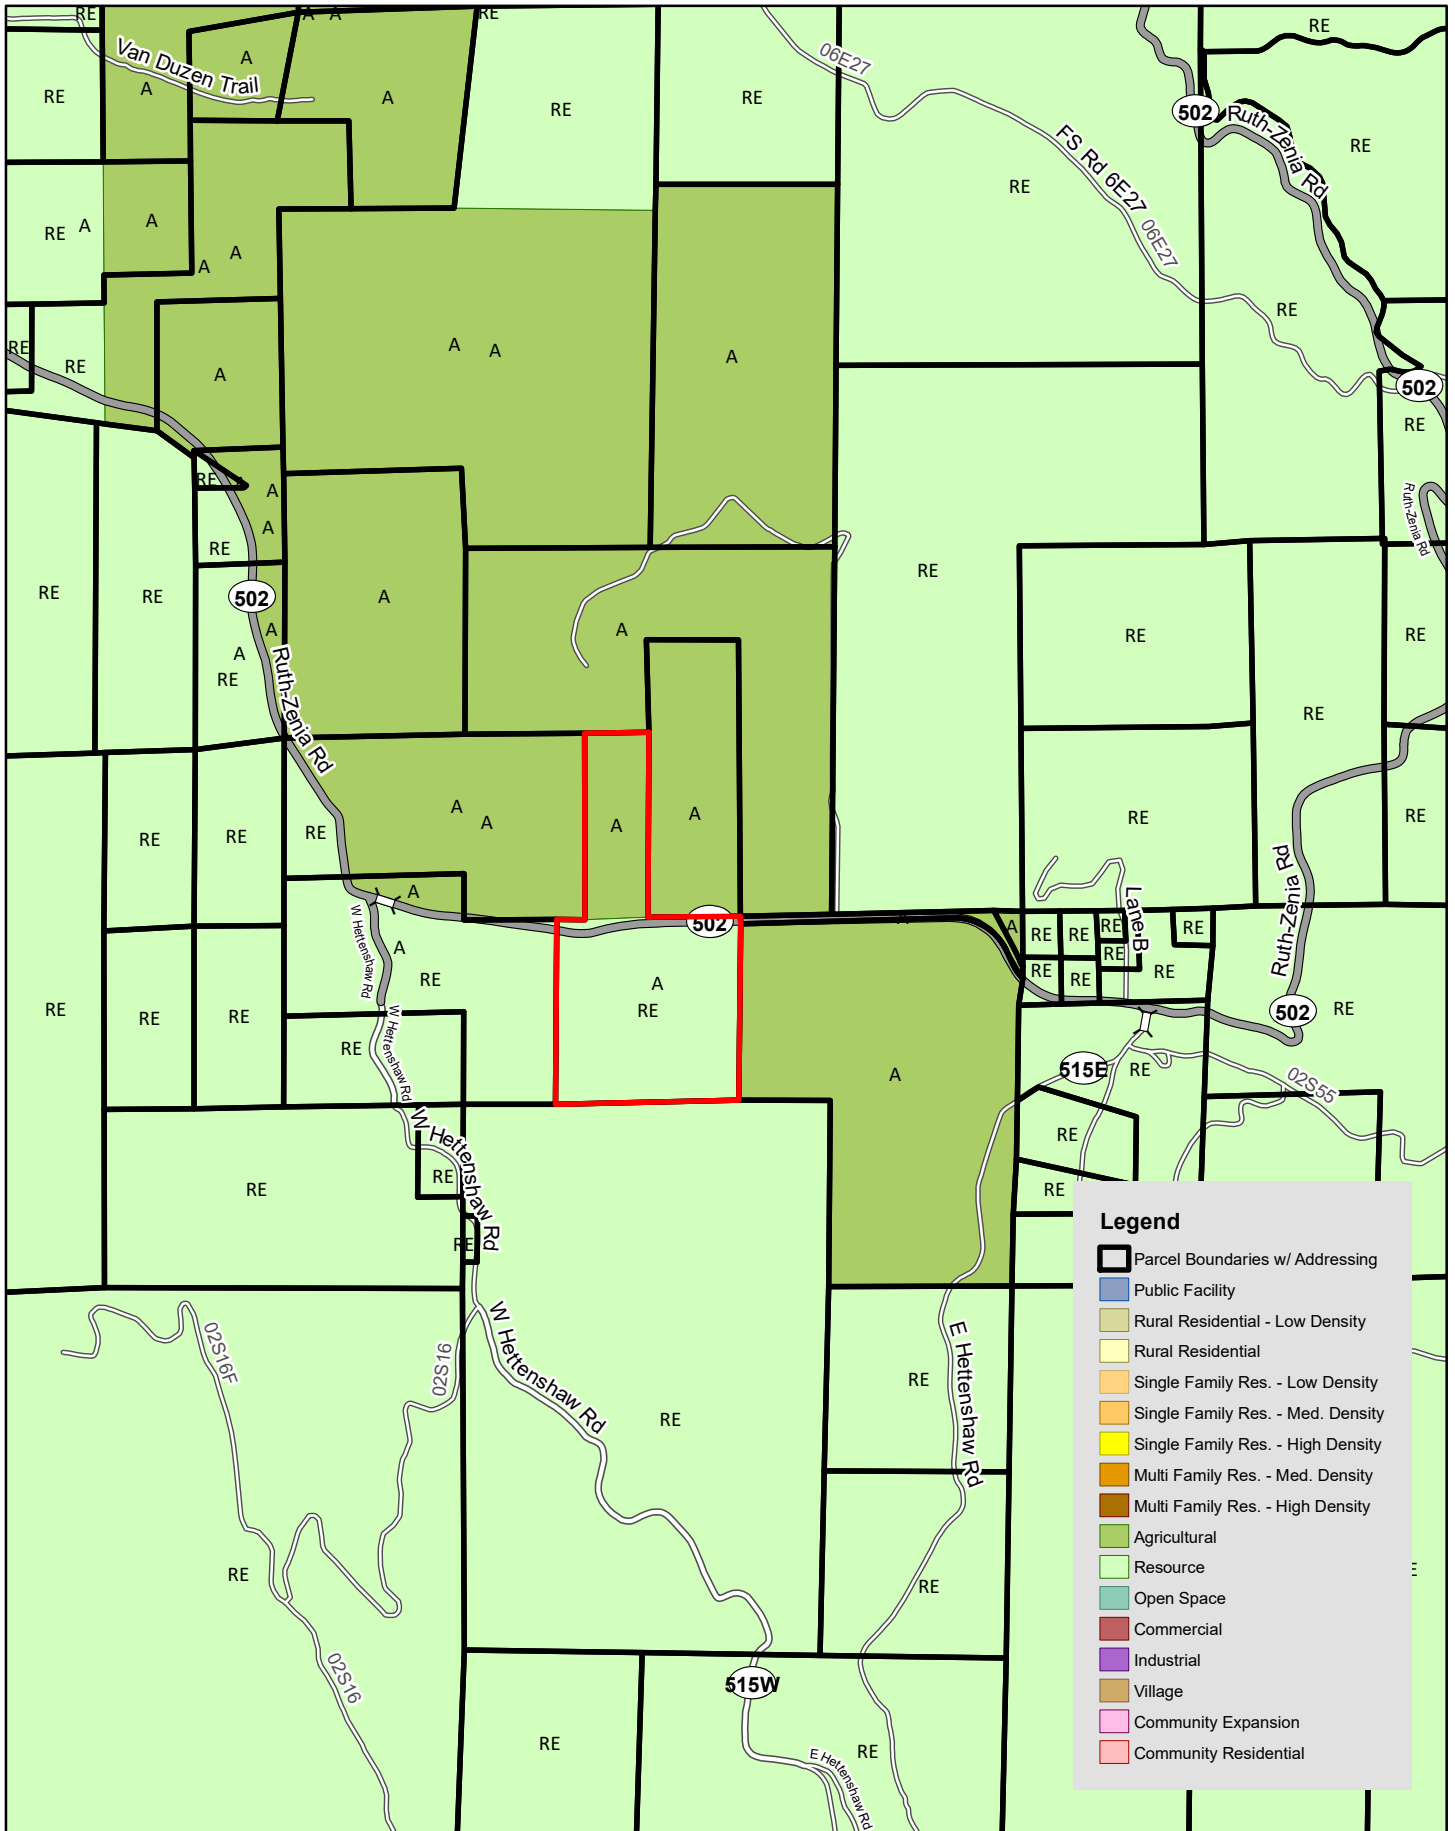 RE
A A
RE
RE
Van Duzen Trail
A
06E27
RE
A
A
RE
RE
502
FS Rd 6E27
Ruth-Zenia Rd
RE
RE
A
A
RE
06E27
A
A
RE
RE
A
A
A
RE
A
RE
502
RE
A
RE
A
Ruth-Zenia Rd
A
RE
RE
RE
RE
502
A
A
A
RE
RE
A
RE
Ruth-Zenia Rd
RE
A
A
A
A
RE
RE
RE
RE
RE
RE
Ruth-Zenia Rd
A
Lane B
W Hettenshaw Rd
502
A
A
RE
RE
RE
RE
A
RE
RE
A
RE
RE
RE
RE
RE
RE
RE
502
RE
W Hettenshaw Rd
RE
A
515E
RE
02S55
W Hettenshaw Rd
RE
RE
RE
RE
RE
Legend
Parcel Boundaries w/ Addressing
Public Facility
Rural Residential - Low Density
Rural Residential
Single Family Res. - Low Density
Single Family Res. - Med. Density
Single Family Res. - High Density
Multi Family Res. - Med. Density
Multi Family Res. - High Density
Agricultural
Resource
Open Space
Commercial
Industrial
Village
Community Expansion
Community Residential
W Hettenshaw Rd
E Hettenshaw Rd
02S16F
02S16
RE
RE
RE
RE
02S16
515W
RE
RE
E Hettenshaw Rd